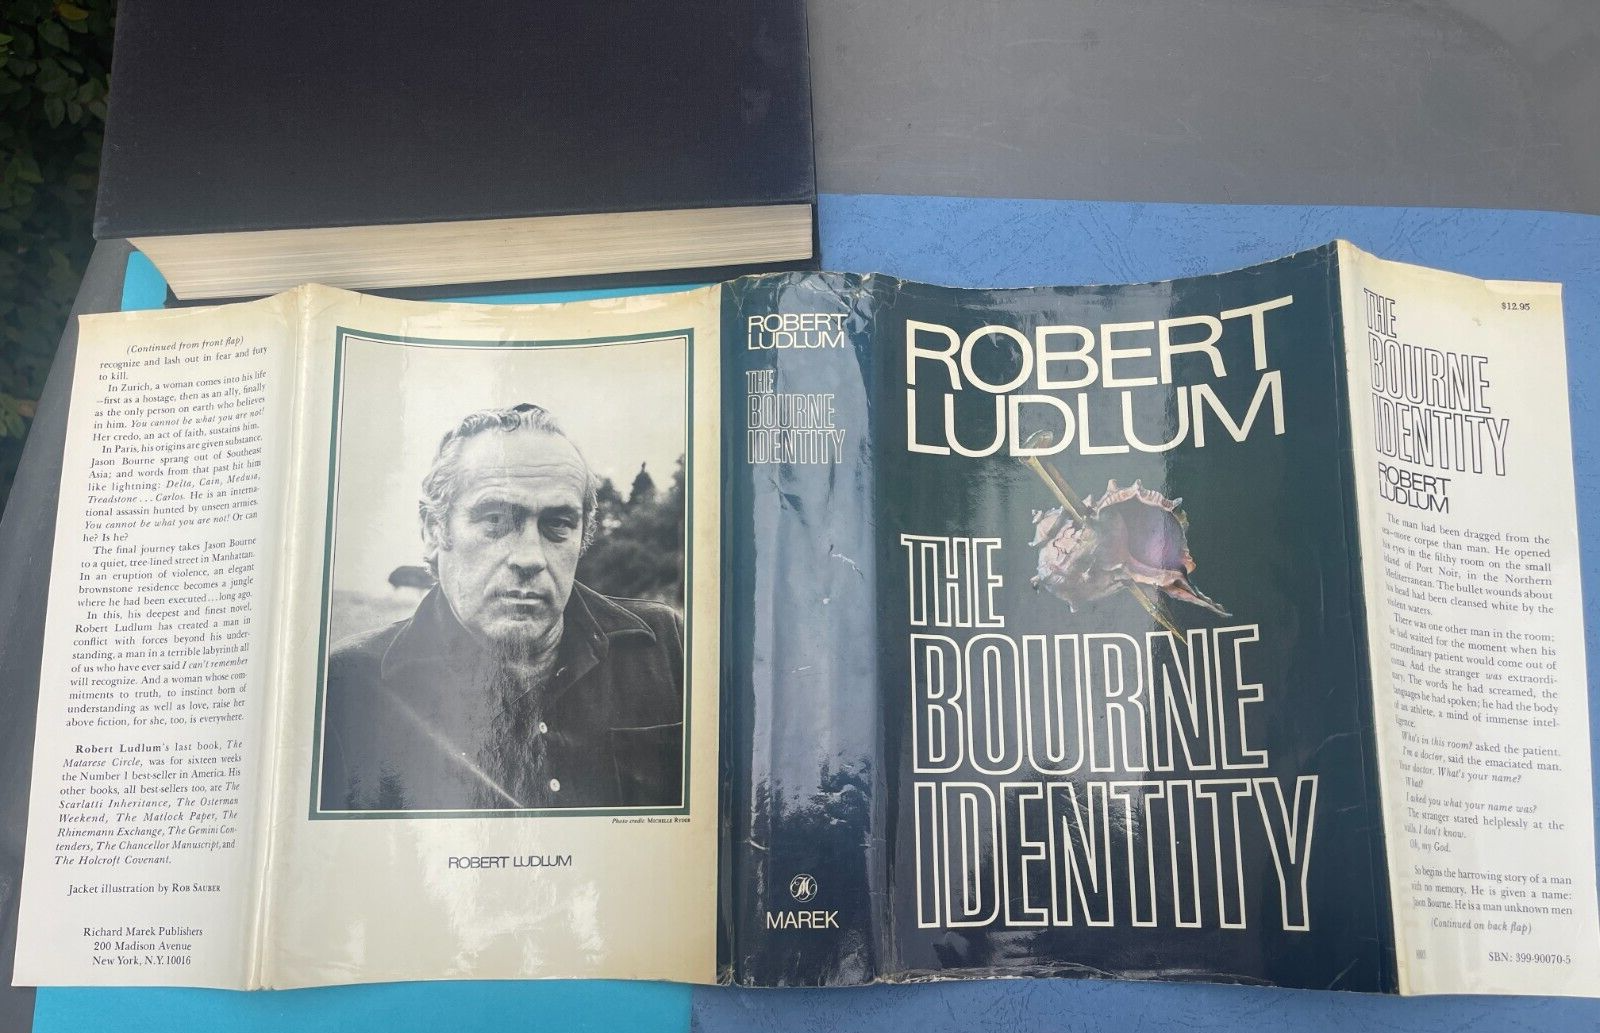 (Continued from front flap)
recognize and lash out in fear and fury
to kill.
In Zurich, a woman comes into his life
—first as a hostage, then as an ally, finally
as the only person on earth who believes
in him. You cannot be what you are not!
Her credo, an act of faith, sustains him.
In Paris, his origins are given substance.
Jason Bourne sprang out of Southeast
Asia; and words from that past hit him
like lightning: Delta, Cain, Medusa,
Treadstone . . . Carlos. He is an interna-
tional assassin hunted by unseen armies.
You cannot be what you are not! Or can
he? Is he?
The final journey takes Jason Bourne
to a quiet, tree-lined street in Manhattan.
In an eruption of violence, an elegant
brownstone residence becomes a jungle
where he had been executed . . . long ago.
In this, his deepest and finest novel,
Robert Ludlum has created a man in
conflict with forces beyond his under-
standing, a man in a terrible labyrinth all
of us who have ever said I can't remember
will recognize. And a woman whose com-
mitments to truth, to instinct born of
understanding as well as love, raise her
above fiction, for she, too, is everywhere.
Robert Ludlum's last book, The
Matarese Circle, was for sixteen weeks
the Number 1 best-seller in America. His
other books, all best-sellers too, are The
Scarlatti Inheritance, The Osterman
Weekend, The Matlock Paper, The
Rhinemann Exchange, The Gemini Con-
tenders, The Chancellor Manuscript, and
The Holcroft Covenant.
Jacket illustration by ROB SAUBER
Richard Marek Publishers
200 Madison Avenue
New York, N.Y. 10016
Photo credit: MICHELLE RYDER
ROBERT LUDLUM
ROBERT
LUDLUM
THE
BOURNE
IDENTITY
M
MAREK
ROBERT
LUDLUM
THE
BOURNE
IDENTITY
$12.95
THE
BOURNE
IDENTITY
ROBERT
LUDLUM
The man had been dragged from the
sea—more corpse than man. He opened
his eyes in the filthy room on the small
island of Port Noir, in the Northern
Mediterranean. The bullet wounds about
his head had been cleansed white by the
violent waters.
There was one other man in the room;
he had waited for the moment when his
extraordinary patient would come out of
coma. And the stranger was extraordi-
nary. The words he had screamed, the
languages he had spoken; he had the body
of an athlete, a mind of immense intel-
ligence.
Who's in this room? asked the patient.
I'm a doctor, said the emaciated man.
Your doctor. What's your name?
What?
I asked you what your name was?
The stranger stared helplessly at the
walls. I don't know.
Oh, my God.
So begins the harrowing story of a man
with no memory. He is given a name:
Jason Bourne. He is a man unknown men
(Continued on back flap)
SBN: 399-90070-5